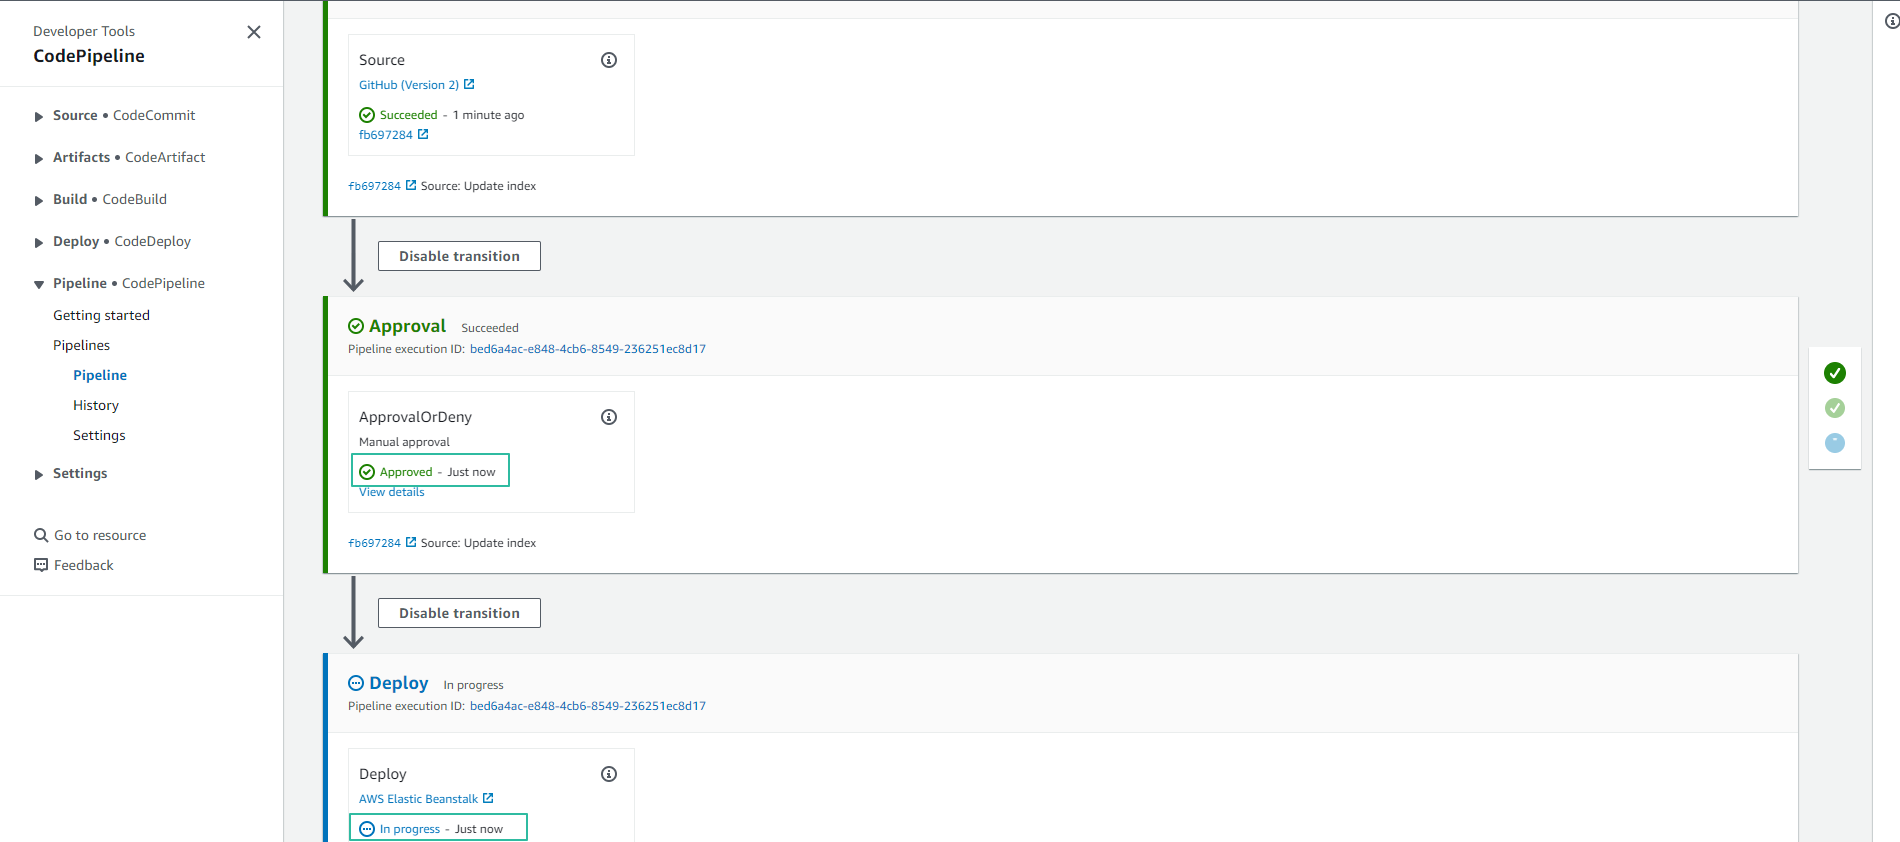 Developer Tools
CodePipeline
Source • CodeCommit
Artifacts • CodeArtifact
Build • CodeBuild
Deploy • CodeDeploy
Pipeline • CodePipeline
Getting started
Pipelines
Pipeline
History
Settings
Settings
Go to resource
Feedback
Source
GitHub (Version 2)
Succeeded - 1 minute ago
fb697284
fb697284 Source: Update index
Disable transition
Approval Succeeded
Pipeline execution ID: bed6a4ac-e848-4cb6-8549-236251ec8d17
ApprovalOrDeny
Manual approval
Approved - Just now
View details
fb697284 Source: Update index
Disable transition
Deploy In progress
Pipeline execution ID: bed6a4ac-e848-4cb6-8549-236251ec8d17
Deploy
AWS Elastic Beanstalk
In progress - Just now